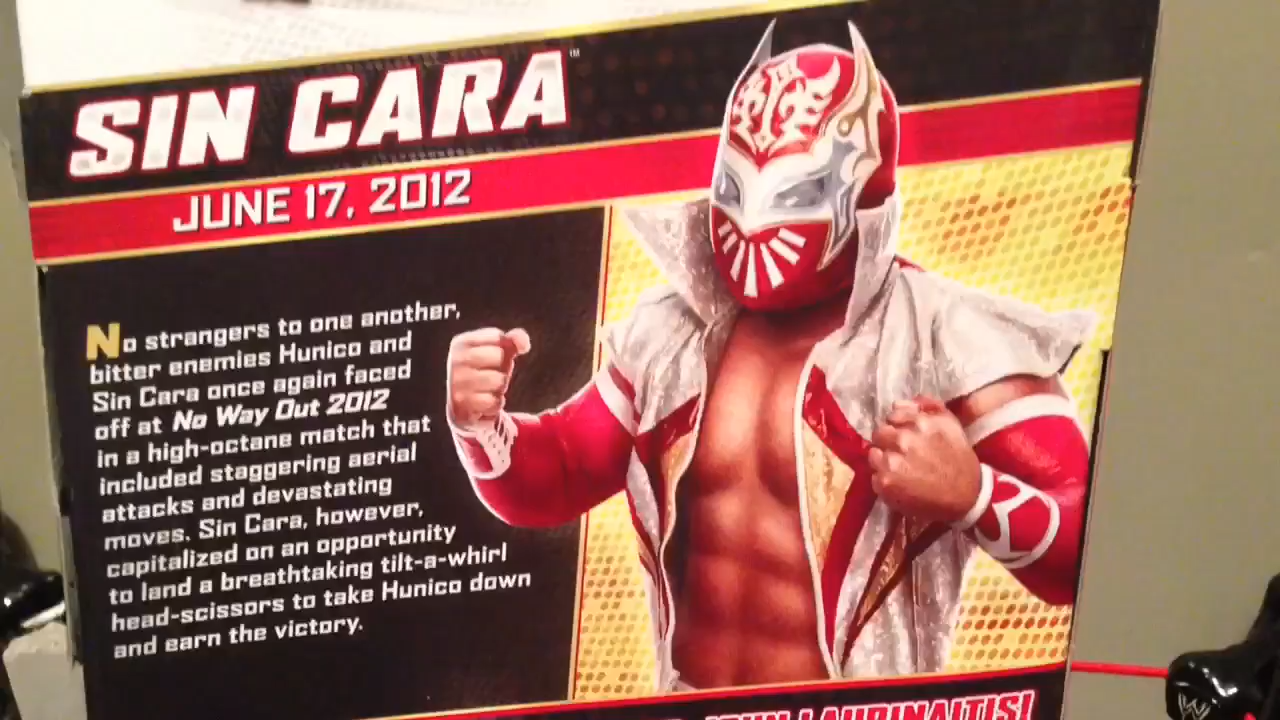 SIN CARA™
JUNE 17, 2012
No strangers to one another,
bitter enemies Hunico and
Sin Cara once again faced
off at No Way Out 2012
in a high-octane match that
included staggering aerial
attacks and devastating
moves. Sin Cara, however,
capitalized on an opportunity
to land a breathtaking tilt-a-whirl
head-scissors to take Hunico down
and earn the victory.
JOHN LAURINAITIS!
W